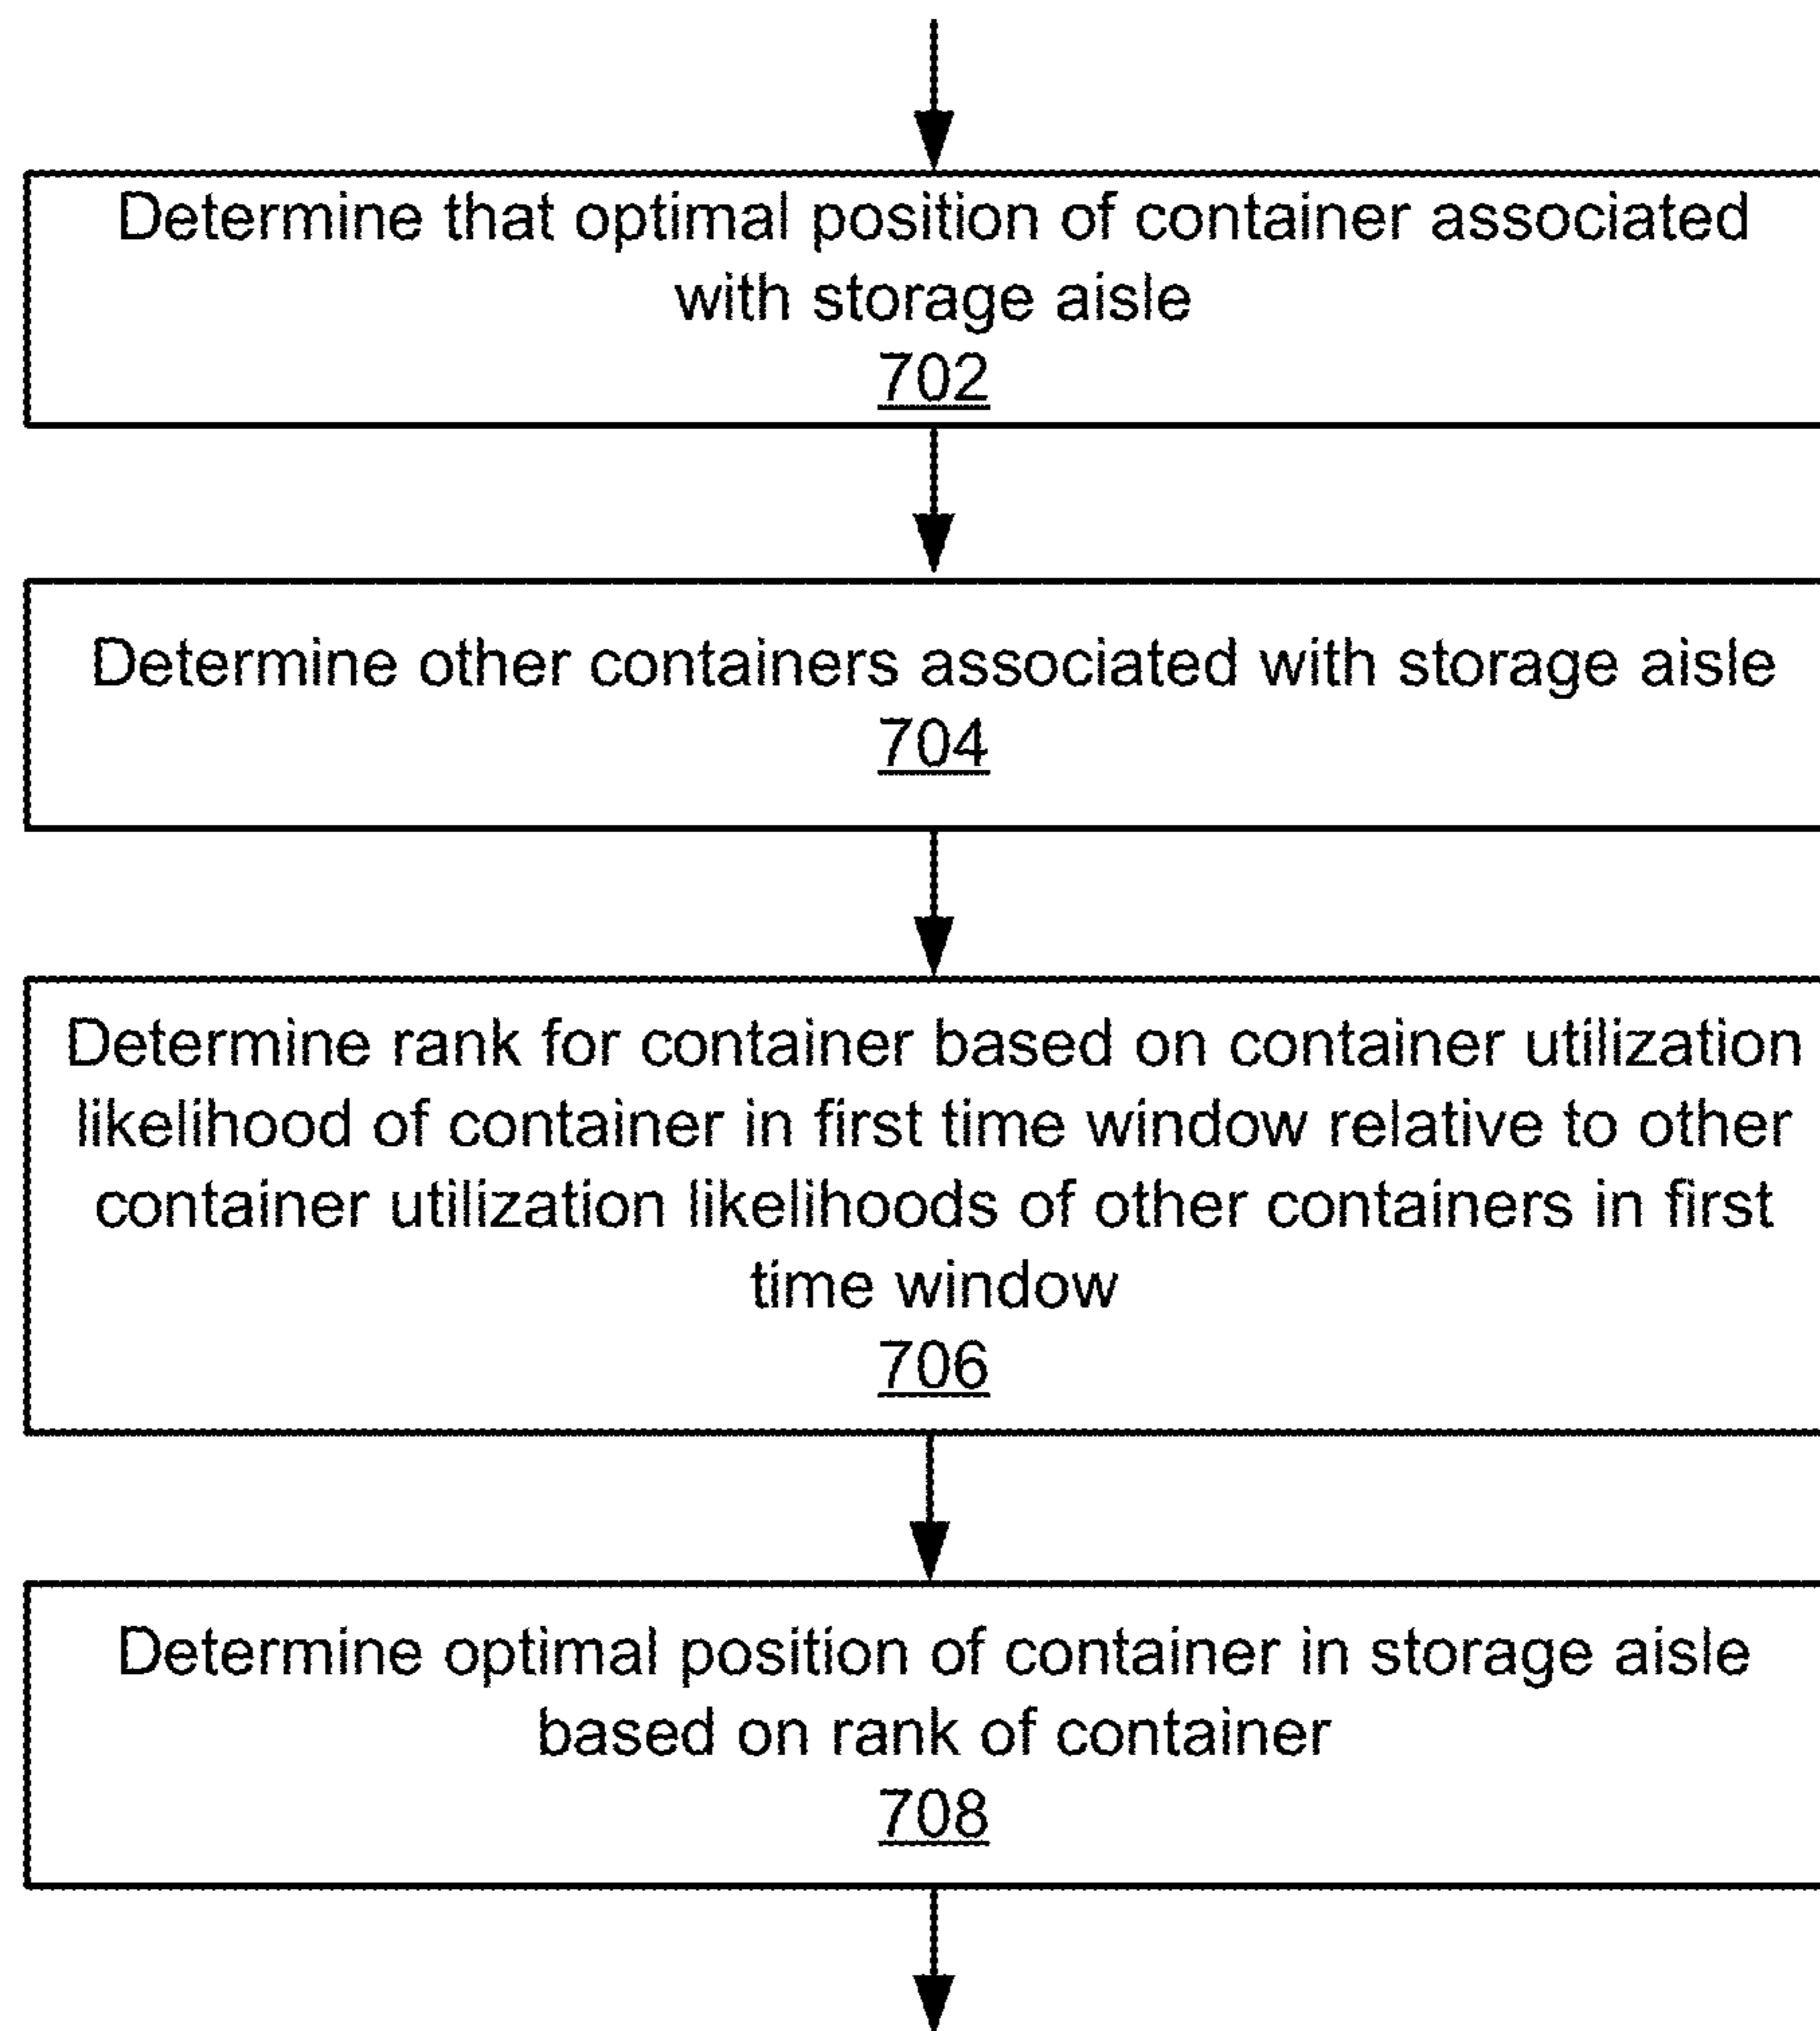 Determine that optimal position of container associated
with storage aisle
702
Determine other containers associated with storage aisle
704
Determine rank for container based on container utilization
likelihood of container in first time window relative to other
container utilization likelihoods of other containers in first
time window
706
Determine optimal position of container in storage aisle
based on rank of container
708